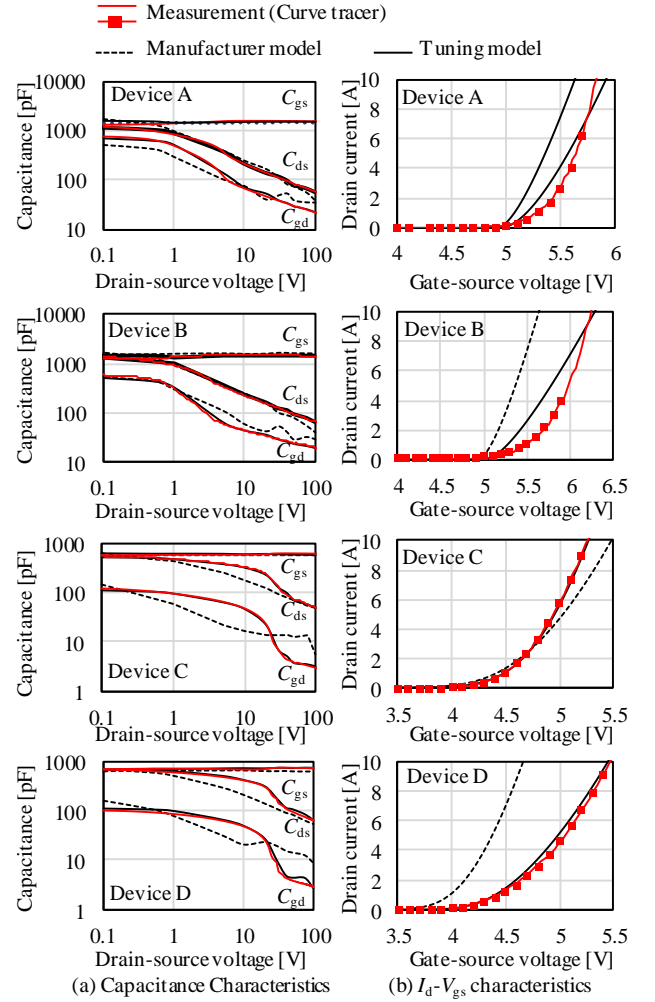 Measurement (Curve tracer)
Manufacturer model
Tuning model
Capacitance [pF]
10000
1000
100
10
Device A
Cgs
Cds
Cgd
0.1
1
10
100
Drain-source voltage [V]
Drain current [A]
10
8
6
4
2
0
Device A
4
4.5
5
5.5
6
Gate-source voltage [V]
Capacitance [pF]
10000
1000
100
10
Device B
Cgs
Cds
Cgd
0.1
1
10
100
Drain-source voltage [V]
Drain current [A]
10
8
6
4
2
0
Device B
4
4.5
5
5.5
6
6.5
Gate-source voltage [V]
Capacitance [pF]
1000
100
10
1
Cgs
Cds
Device C
Cgd
0.1
1
10
100
Drain-source voltage [V]
Drain current [A]
10
8
6
4
2
0
Device C
3.5
4
4.5
5
5.5
Gate-source voltage [V]
Capacitance [pF]
1000
100
10
1
Cgs
Cds
Device D
Cgd
0.1
1
10
100
Drain-source voltage [V]
Drain current [A]
10
8
6
4
2
0
Device D
3.5
4
4.5
5
5.5
Gate-source voltage [V]
(a) Capacitance Characteristics
(b) Id-Vgs characteristics